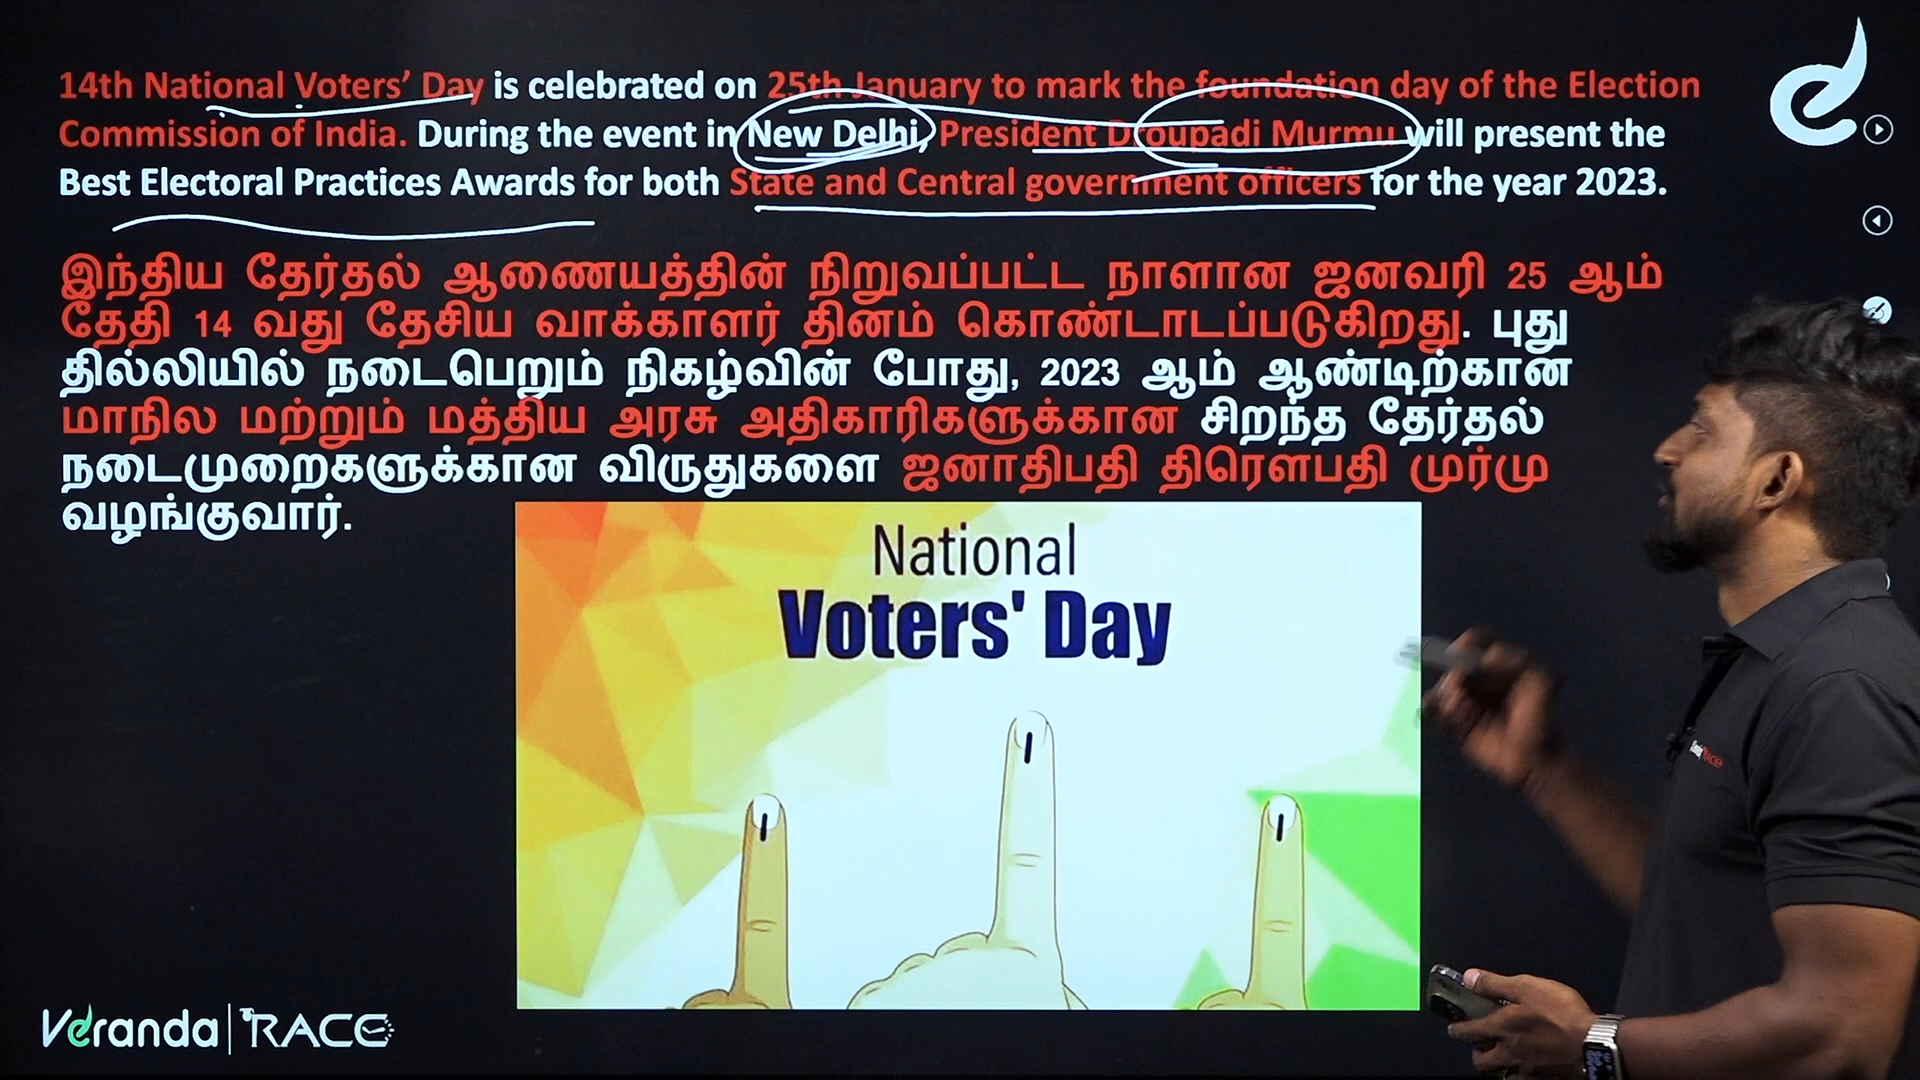 14th National Voters' Day is celebrated on 25th January to mark the foundation day of the Election
Commission of India. During the event in New Delhi, President Droupadi Murmu will present the
Best Electoral Practices Awards for both State and Central government officers for the year 2023.
இந்திய தேர்தல் ஆணையத்தின் நிறுவப்பட்ட நாளான ஜனவரி 25 ஆம்
தேதி 14 வது தேசிய வாக்காளர் தினம் கொண்டாடப்படுகிறது. புது
தில்லியில் நடைபெறும் நிகழ்வின் போது, 2023 ஆம் ஆண்டிற்கான
மாநில மற்றும் மத்திய அரசு அதிகாரிகளுக்கான சிறந்த தேர்தல்
நடைமுறைகளுக்கான விருதுகளை ஜனாதிபதி திரௌபதி முர்மு
வழங்குவார்.
National
Voters' Day
Veranda RACE